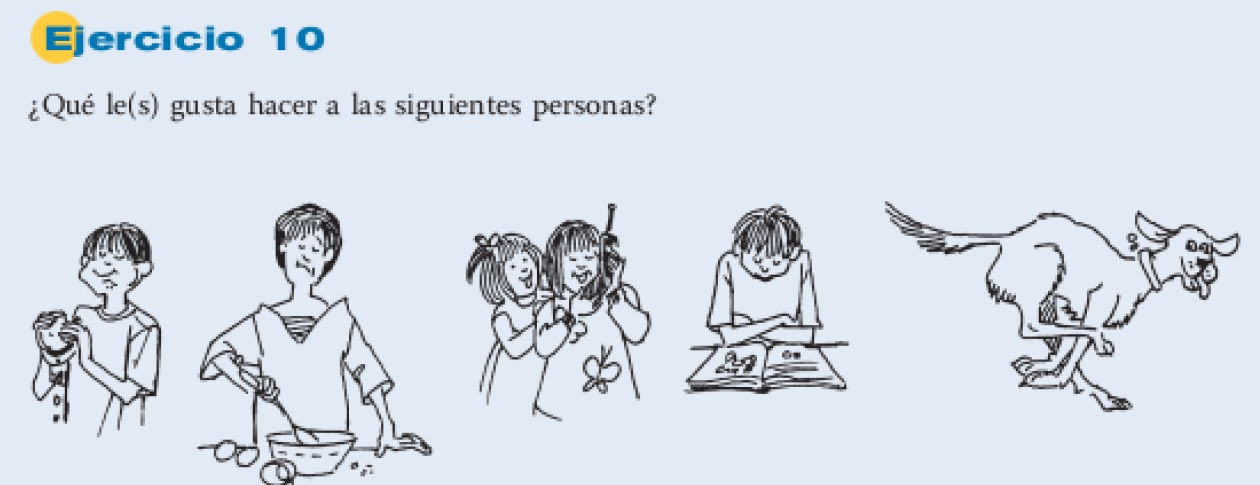 Ejercicio 10
¿Qué le(s) gusta hacer a las siguientes personas?